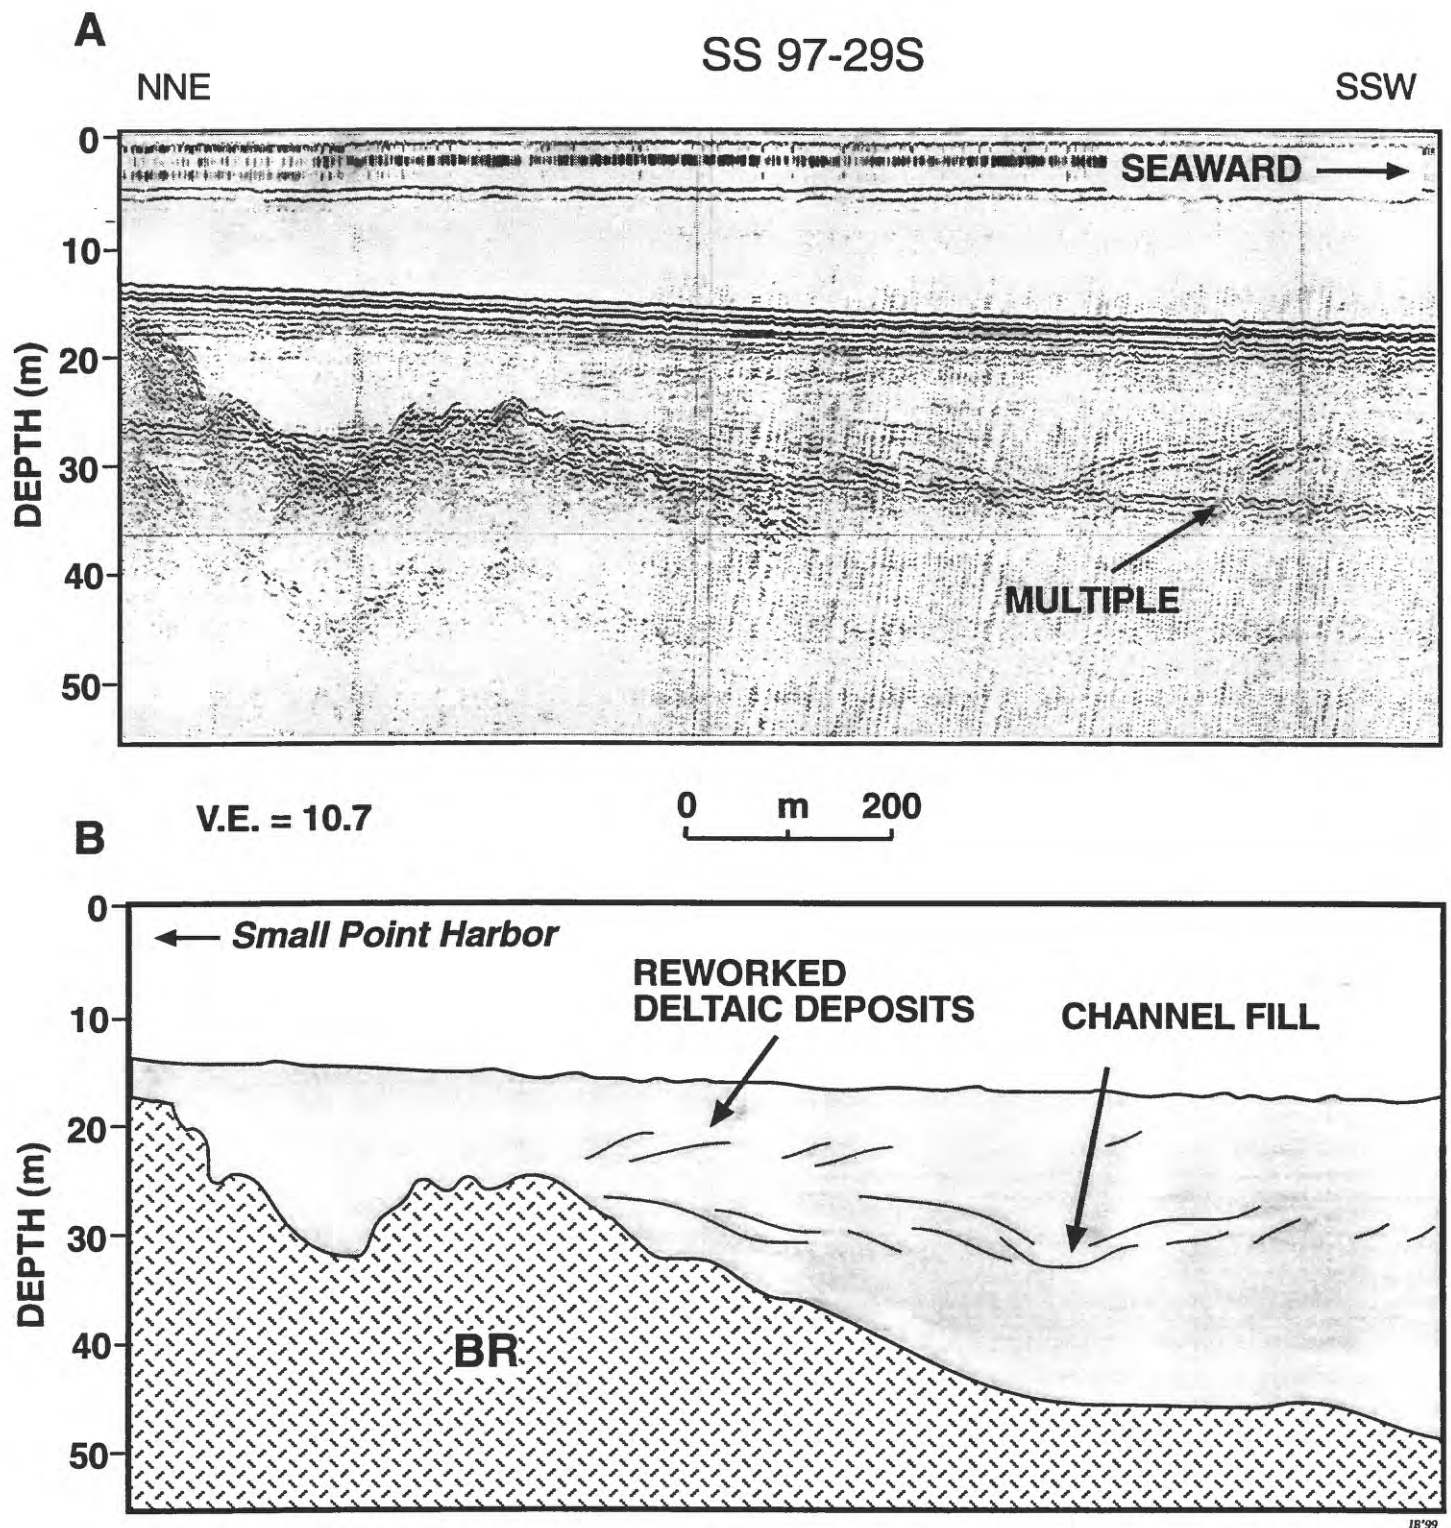 A
SS 97-29S
NNE
SSW
0
SEAWARD
10
20
30
40
50
DEPTH (m)
MULTIPLE
V.E. = 10.7
0 m 200
B
0
Small Point Harbor
REWORKED
DELTAIC DEPOSITS
CHANNEL FILL
10
20
30
40
50
DEPTH (m)
BR
JB'99